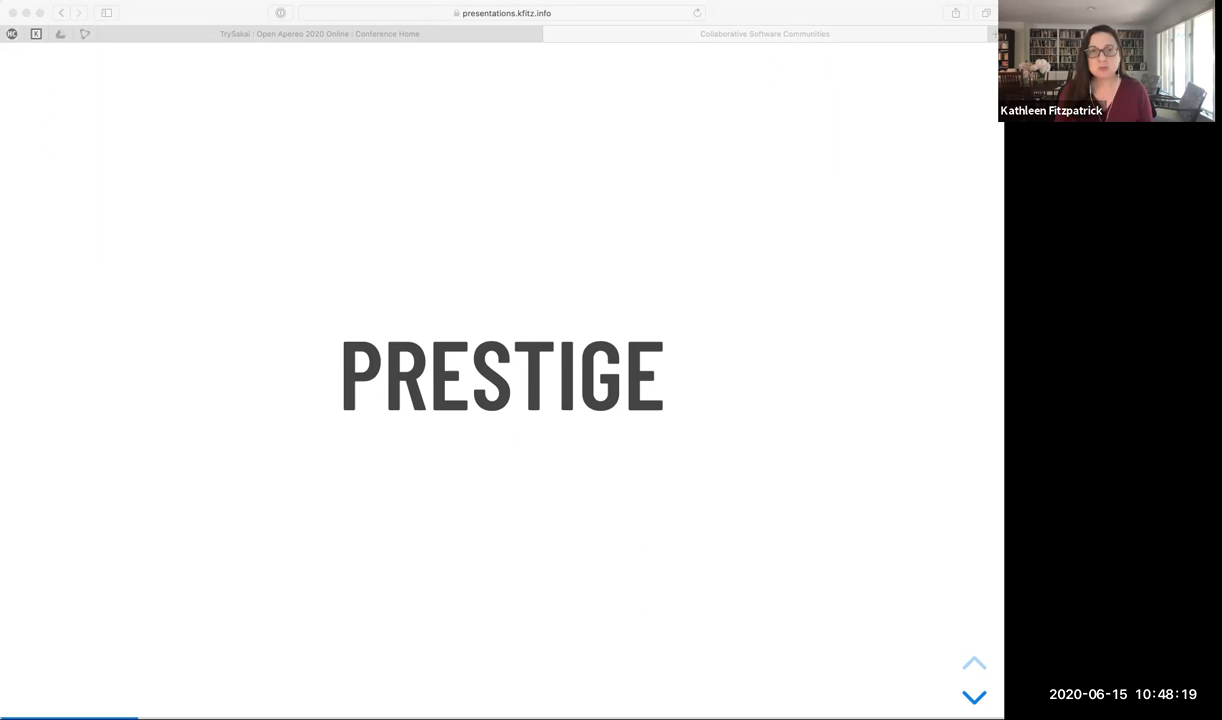 presentations.kfitz.info
TrySakai : Open Apereo 2020 Online : Conference Home
Collaborative Software Communities
HC
K
Kathleen Fitzpatrick
PRESTIGE
2020-06-15 10:48:19